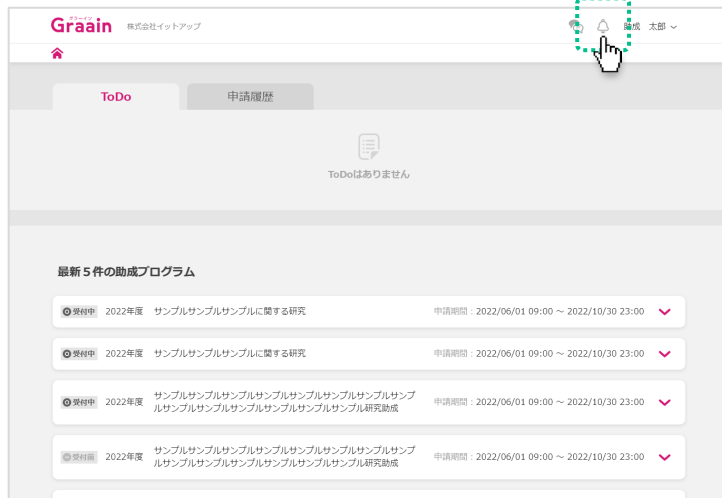 グラーイン
Graain 株式会社イットアップ 助成 太郎
ToDo 申請履歴
ToDoはありません
最新５件の助成プログラム
受付中 2022年度 サンプルサンプルサンプルに関する研究 申請期間：2022/06/01 09:00 ～ 2022/10/30 23:00
受付中 2022年度 サンプルサンプルサンプルに関する研究 申請期間：2022/06/01 09:00 ～ 2022/10/30 23:00
受付中 2022年度 サンプルサンプルサンプルサンプルサンプルサンプルサンプルサンプ
ルサンプルサンプルサンプルサンプルサンプルサンプル研究助成 申請期間：2022/06/01 09:00 ～ 2022/10/30 23:00
受付前 2022年度 サンプルサンプルサンプルサンプルサンプルサンプルサンプルサンプ
ルサンプルサンプルサンプルサンプルサンプルサンプル研究助成 申請期間：2022/06/01 09:00 ～ 2022/10/30 23:00